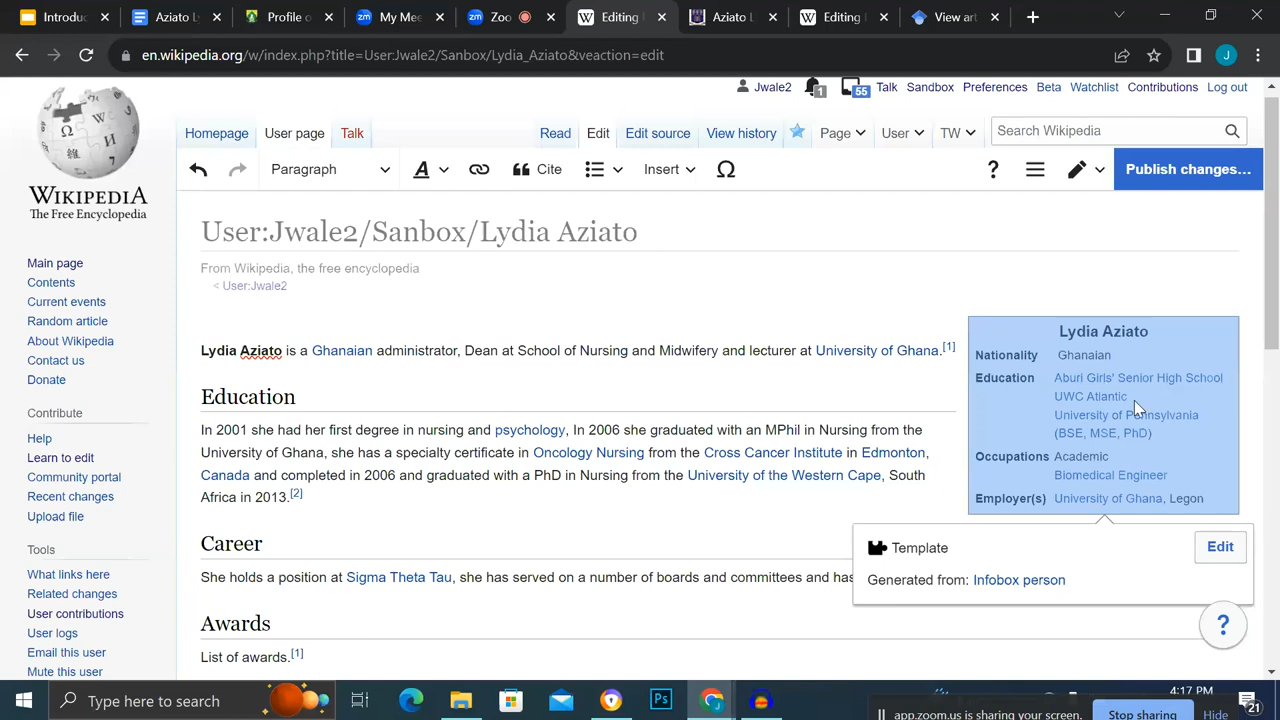 Introduc
Aziato Ly
Profile o
My Mee
Zoo
Editing
Aziato L
Editing
View art
en.wikipedia.org/w/index.php?title=User:Jwale2/Sanbox/Lydia_Aziato&veaction=edit
J
Jwale2 1 55 Talk Sandbox Preferences Beta Watchlist Contributions Log out
Homepage User page Talk Read Edit Edit source View history Page User TW Search Wikipedia
Paragraph A Cite Insert Ω ? Publish changes...
WIKIPEDIA
The Free Encyclopedia
Main page
Contents
Current events
Random article
About Wikipedia
Contact us
Donate
Contribute
Help
Learn to edit
Community portal
Recent changes
Upload file
Tools
What links here
Related changes
User contributions
User logs
Email this user
Mute this user
User:Jwale2/Sanbox/Lydia Aziato
From Wikipedia, the free encyclopedia
< User:Jwale2
Lydia Aziato is a Ghanaian administrator, Dean at School of Nursing and Midwifery and lecturer at University of Ghana.[1]
Education
In 2001 she had her first degree in nursing and psychology, In 2006 she graduated with an MPhil in Nursing from the
University of Ghana, she has a specialty certificate in Oncology Nursing from the Cross Cancer Institute in Edmonton,
Canada and completed in 2006 and graduated with a PhD in Nursing from the University of the Western Cape, South
Africa in 2013.[2]
Career
She holds a position at Sigma Theta Tau, she has served on a number of boards and committees and has
Awards
List of awards.[1]
Lydia Aziato
Nationality Ghanaian
Education Aburi Girls' Senior High School
UWC Atlantic
University of Pennsylvania
(BSE, MSE, PhD)
Occupations Academic
Biomedical Engineer
Employer(s) University of Ghana, Legon
Template Edit
Generated from: Infobox person
?
Type here to search
Ps
4:17 PM
21
app.zoom.us is sharing your screen.
Stop sharing
Hide